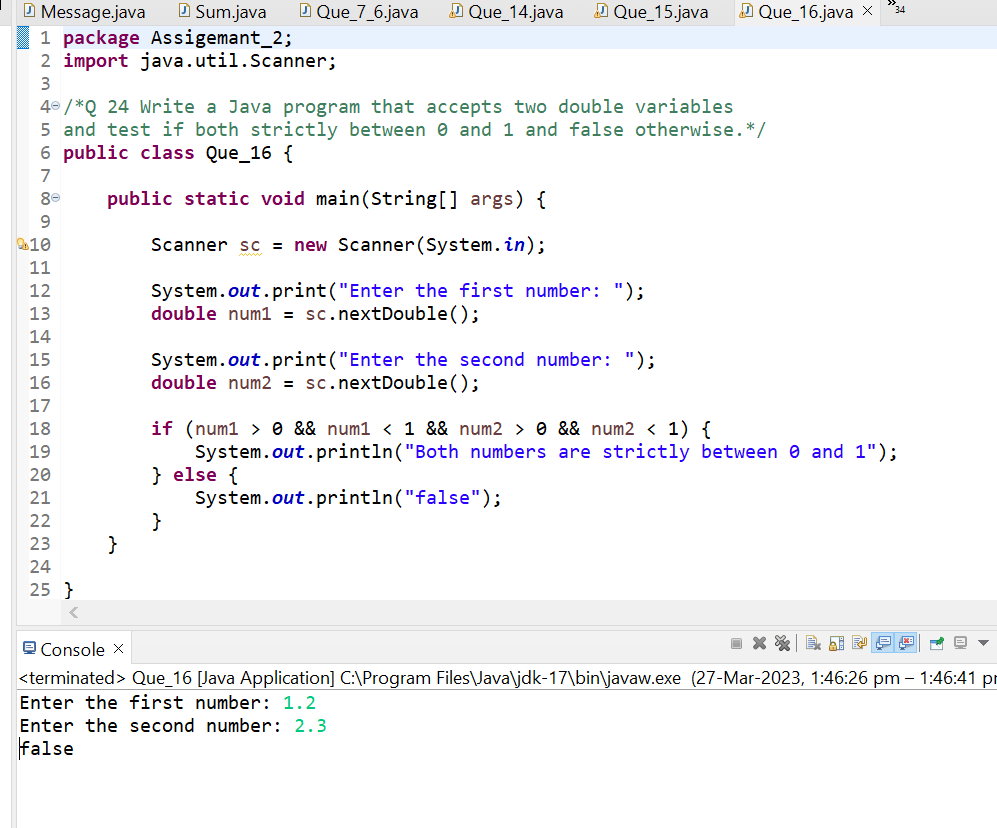 Message.java Sum.java Que_7_6.java Que_14.java Que_15.java Que_16.java »34
1 package Assigemant_2;
2 import java.util.Scanner;
3
4 /*Q 24 Write a Java program that accepts two double variables
5 and test if both strictly between 0 and 1 and false otherwise.*/
6 public class Que_16 {
7
8 public static void main(String[] args) {
9
10 Scanner sc = new Scanner(System.in);
11
12 System.out.print("Enter the first number: ");
13 double num1 = sc.nextDouble();
14
15 System.out.print("Enter the second number: ");
16 double num2 = sc.nextDouble();
17
18 if (num1 > 0 && num1 < 1 && num2 > 0 && num2 < 1) {
19 System.out.println("Both numbers are strictly between 0 and 1");
20 } else {
21 System.out.println("false");
22 }
23 }
24
25 }
Console
<terminated> Que_16 [Java Application] C:\Program Files\Java\jdk-17\bin\javaw.exe (27-Mar-2023, 1:46:26 pm – 1:46:41 pm
Enter the first number: 1.2
Enter the second number: 2.3
false